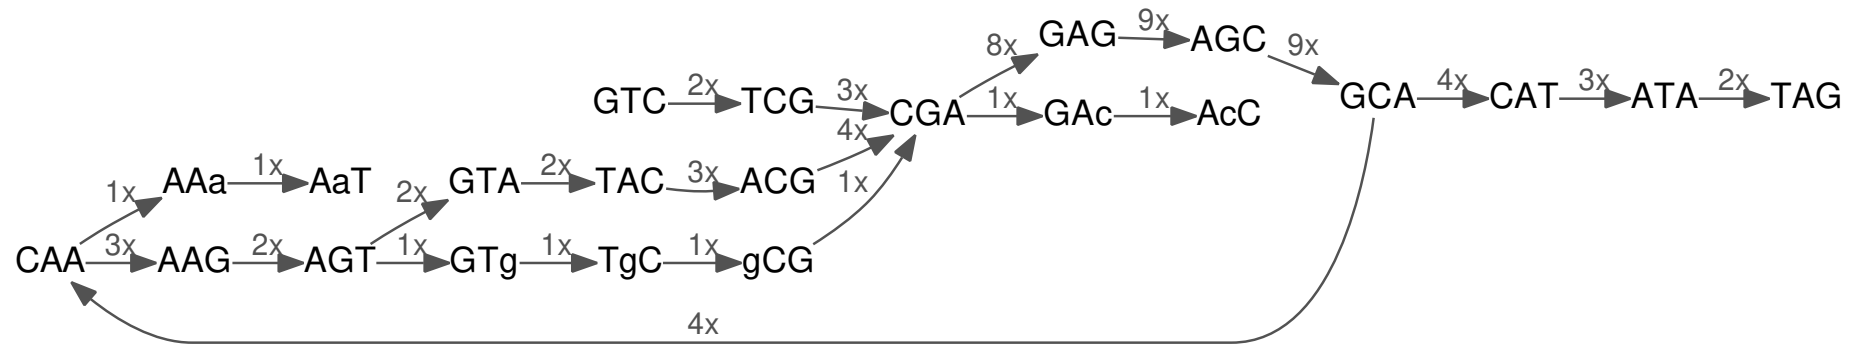 GAG 9x AGC
8x 9x
GTC 2x TCG 3x CGA 1x GAc 1x AcC GCA 4x CAT 3x ATA 2x TAG
4x
AAa 1x AaT GTA 2x TAC 3x ACG 1x
1x 2x
CAA 3x AAG 2x AGT 1x GTg 1x TgC 1x gCG
4x